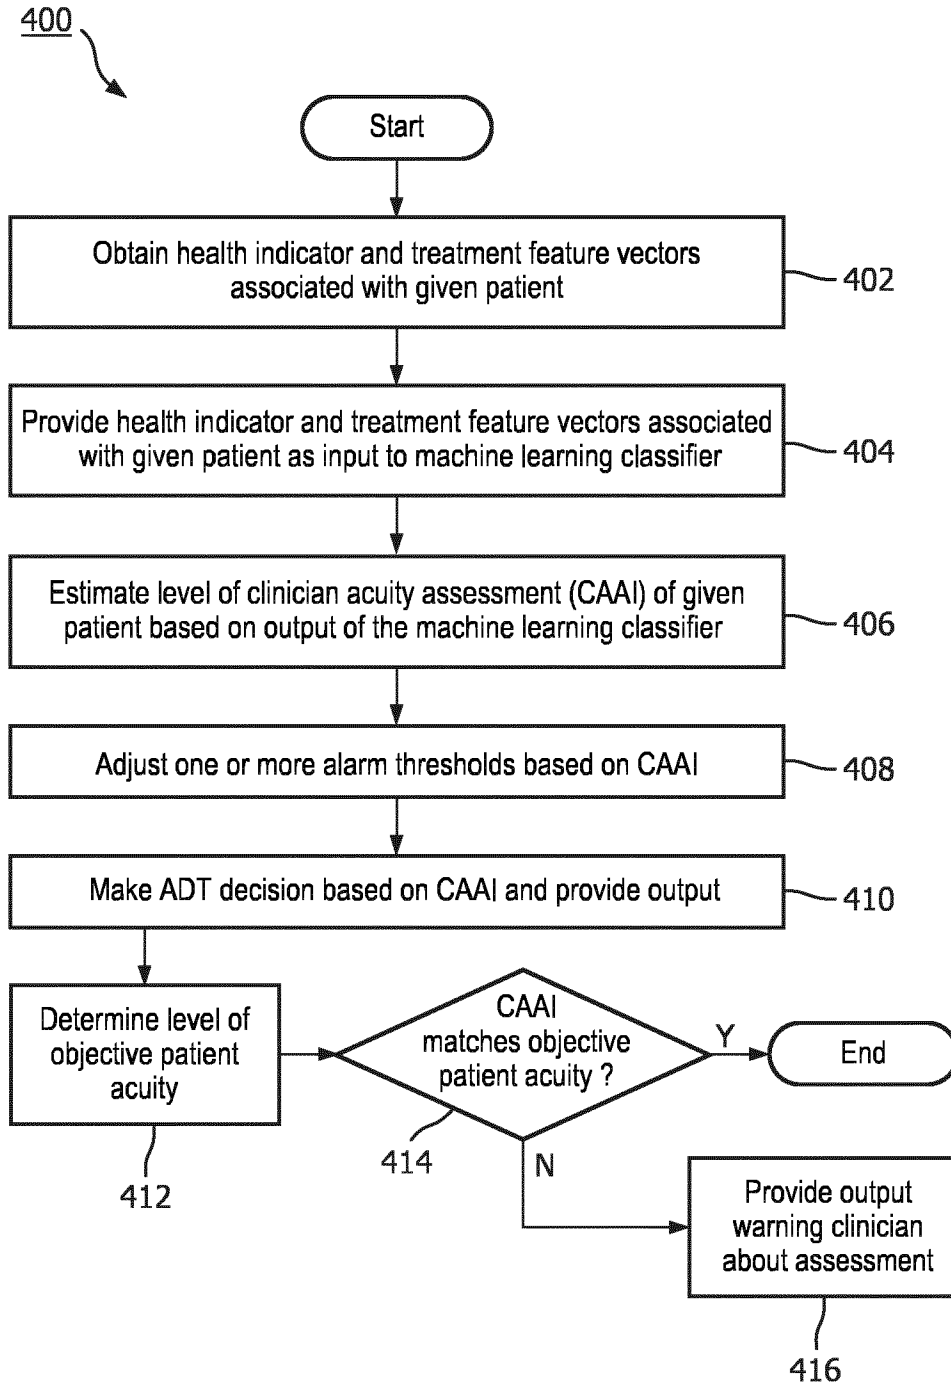 400
Start
Obtain health indicator and treatment feature vectors
associated with given patient
402
Provide health indicator and treatment feature vectors associated
with given patient as input to machine learning classifier
404
Estimate level of clinician acuity assessment (CAAI) of given
patient based on output of the machine learning classifier
406
Adjust one or more alarm thresholds based on CAAI
408
Make ADT decision based on CAAI and provide output
410
Determine level of
objective patient
acuity
412
CAAI
matches objective
patient acuity ?
414
Y
End
N
Provide output
warning clinician
about assessment
416